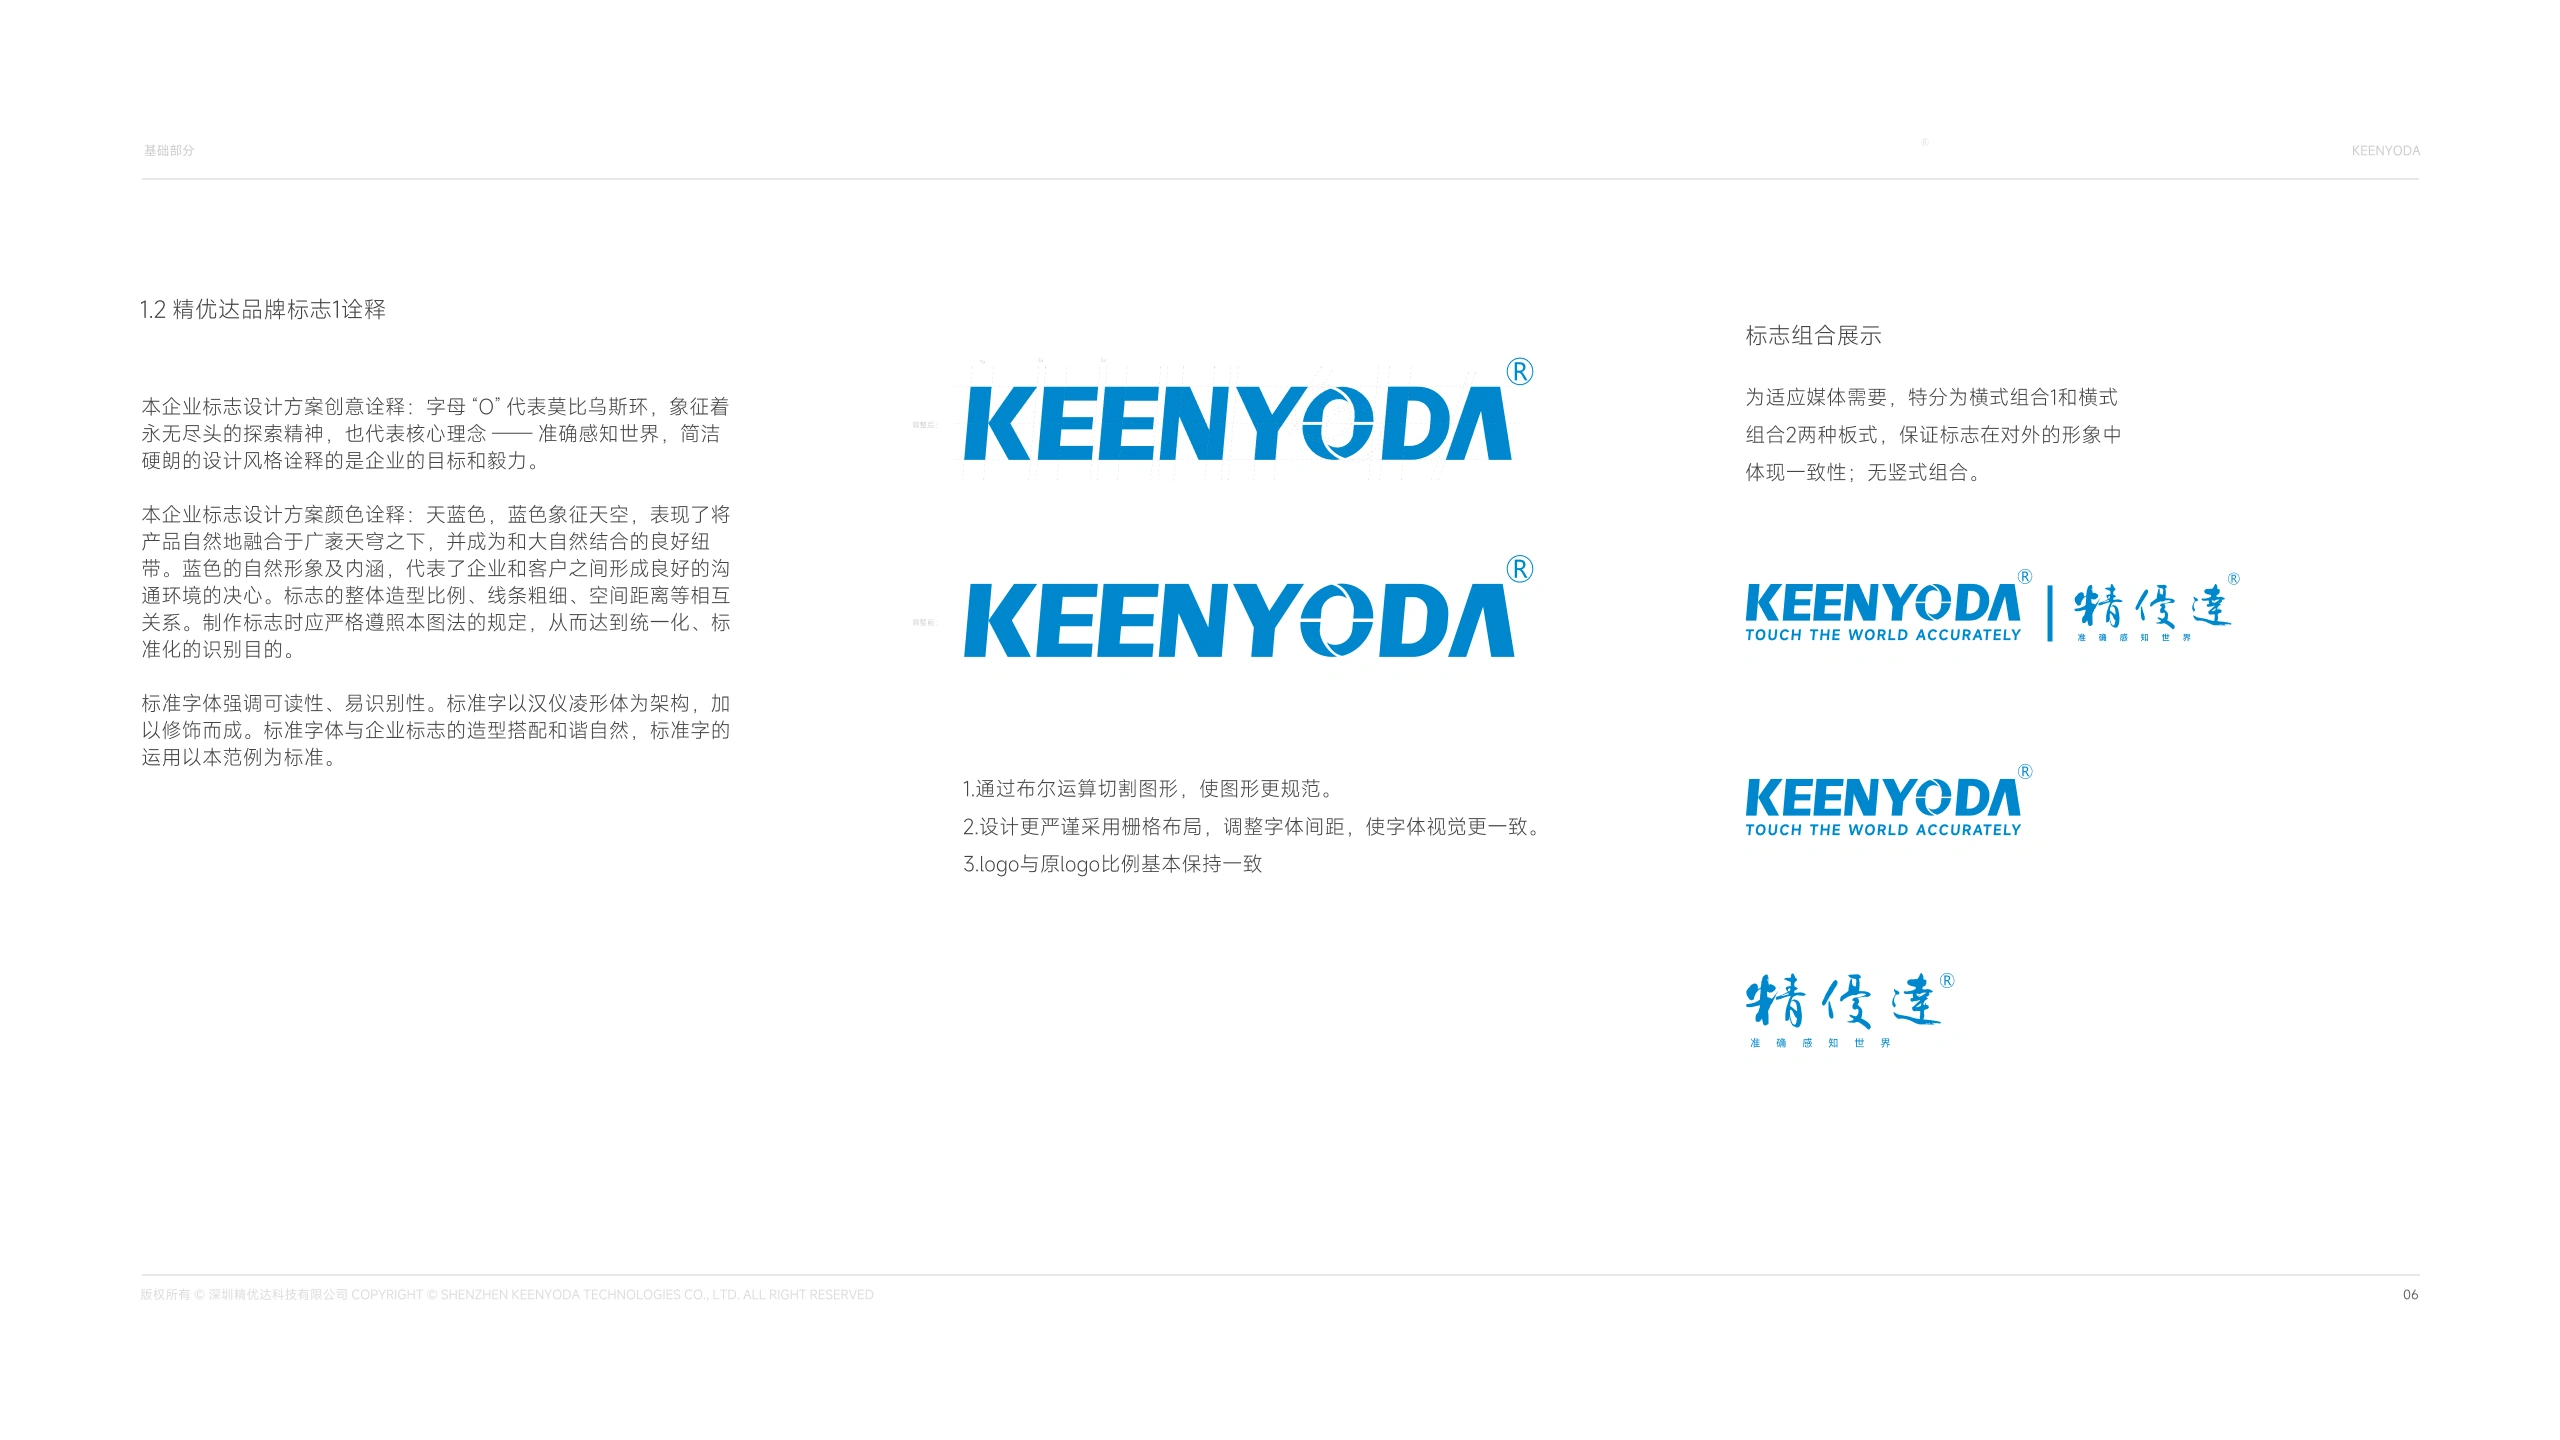 基础部分
®
KEENYODA
1.2 精优达品牌标志1诠释
本企业标志设计方案创意诠释：字母 “O” 代表莫比乌斯环，象征着
永无尽头的探索精神，也代表核心理念 —— 准确感知世界，简洁
硬朗的设计风格诠释的是企业的目标和毅力。
本企业标志设计方案颜色诠释：天蓝色，蓝色象征天空，表现了将
产品自然地融合于广袤天穹之下，并成为和大自然结合的良好纽
带。蓝色的自然形象及内涵，代表了企业和客户之间形成良好的沟
通环境的决心。标志的整体造型比例、线条粗细、空间距离等相互
关系。制作标志时应严格遵照本图法的规定，从而达到统一化、标
准化的识别目的。
标准字体强调可读性、易识别性。标准字以汉仪凌形体为架构，加
以修饰而成。标准字体与企业标志的造型搭配和谐自然，标准字的
运用以本范例为标准。
调整后：
KEENYODA®
调整前：
KEENYODA®
1.通过布尔运算切割图形，使图形更规范。
2.设计更严谨采用栅格布局，调整字体间距，使字体视觉更一致。
3.logo与原logo比例基本保持一致
标志组合展示
为适应媒体需要，特分为横式组合1和横式
组合2两种板式，保证标志在对外的形象中
体现一致性；无竖式组合。
KEENYODA®
TOUCH THE WORLD ACCURATELY
精優達®
准确感知世界
KEENYODA®
TOUCH THE WORLD ACCURATELY
精優達®
准确感知世界
版权所有 © 深圳精优达科技有限公司 COPYRIGHT © SHENZHEN KEENYODA TECHNOLOGIES CO., LTD. ALL RIGHT RESERVED
06